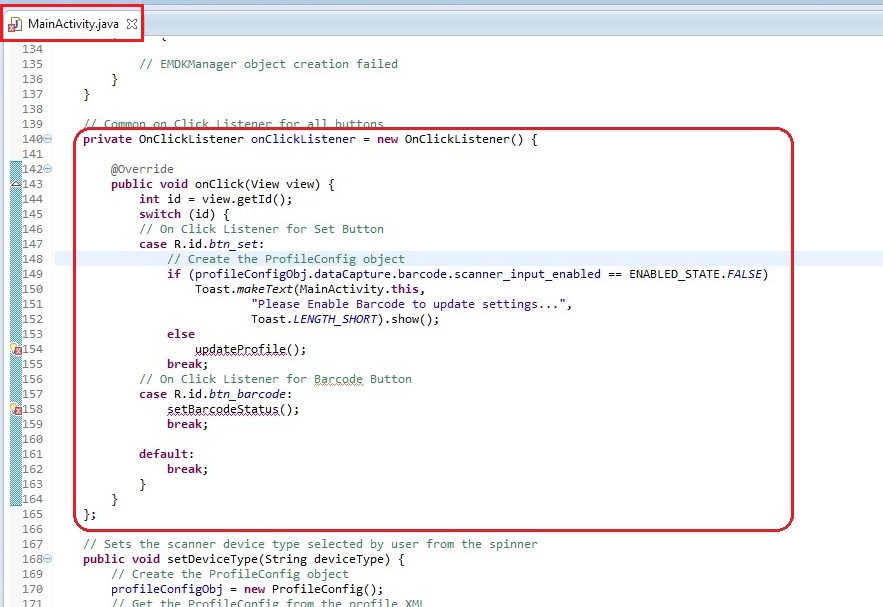 MainActivity.java
134 {
135 // EMDKManager object creation failed
136 }
137 }
138
139 // Common on Click Listener for all buttons
140 private OnClickListener onClickListener = new OnClickListener() {
141
142 @Override
143 public void onClick(View view) {
144 int id = view.getId();
145 switch (id) {
146 // On Click Listener for Set Button
147 case R.id.btn_set:
148 // Create the ProfileConfig object
149 if (profileConfigObj.dataCapture.barcode.scanner_input_enabled == ENABLED_STATE.FALSE)
150 Toast.makeText(MainActivity.this,
151 "Please Enable Barcode to update settings...",
152 Toast.LENGTH_SHORT).show();
153 else
154 updateProfile();
155 break;
156 // On Click Listener for Barcode Button
157 case R.id.btn_barcode:
158 setBarcodeStatus();
159 break;
160
161 default:
162 break;
163 }
164 }
165 };
166
167 // Sets the scanner device type selected by user from the spinner
168 public void setDeviceType(String deviceType) {
169 // Create the ProfileConfig object
170 profileConfigObj = new ProfileConfig();
171 // Get the ProfileConfig from the profile XML